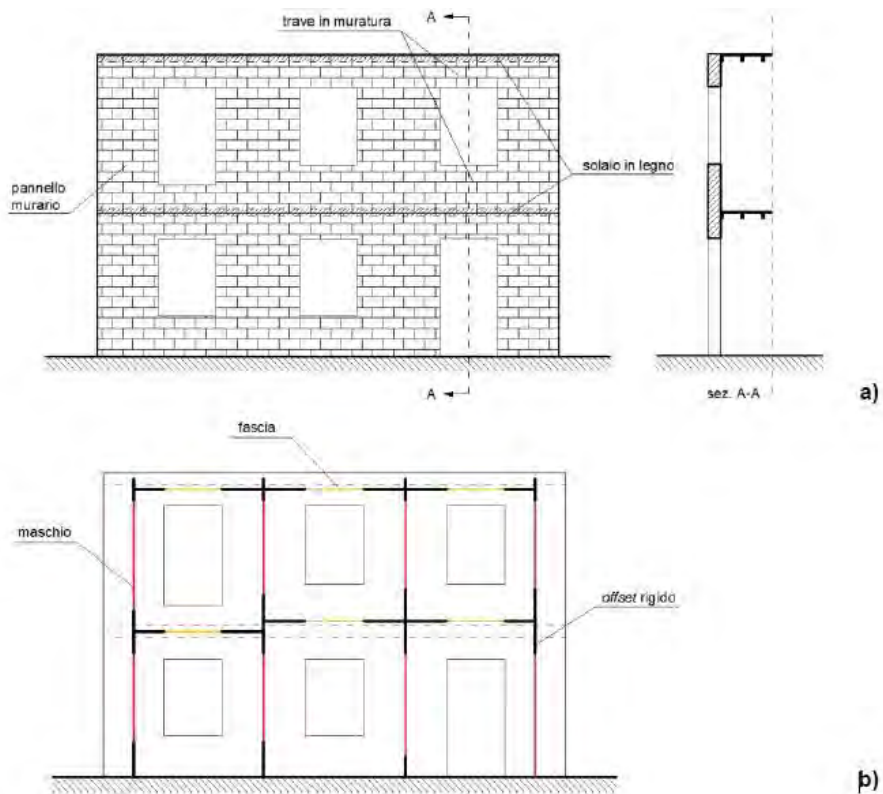 A
trave in muratura
pannello
murario
solaio in legno
A
sez. A-A
a)
fascia
maschio
offset rigido
b)